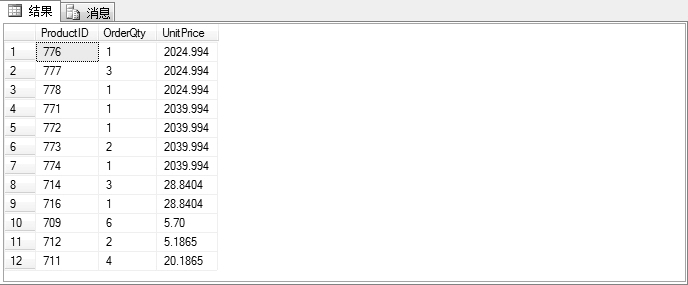 结果 消息
ProductID OrderQty UnitPrice
1 776 1 2024.994
2 777 3 2024.994
3 778 1 2024.994
4 771 1 2039.994
5 772 1 2039.994
6 773 2 2039.994
7 774 1 2039.994
8 714 3 28.8404
9 716 1 28.8404
10 709 6 5.70
11 712 2 5.1865
12 711 4 20.1865